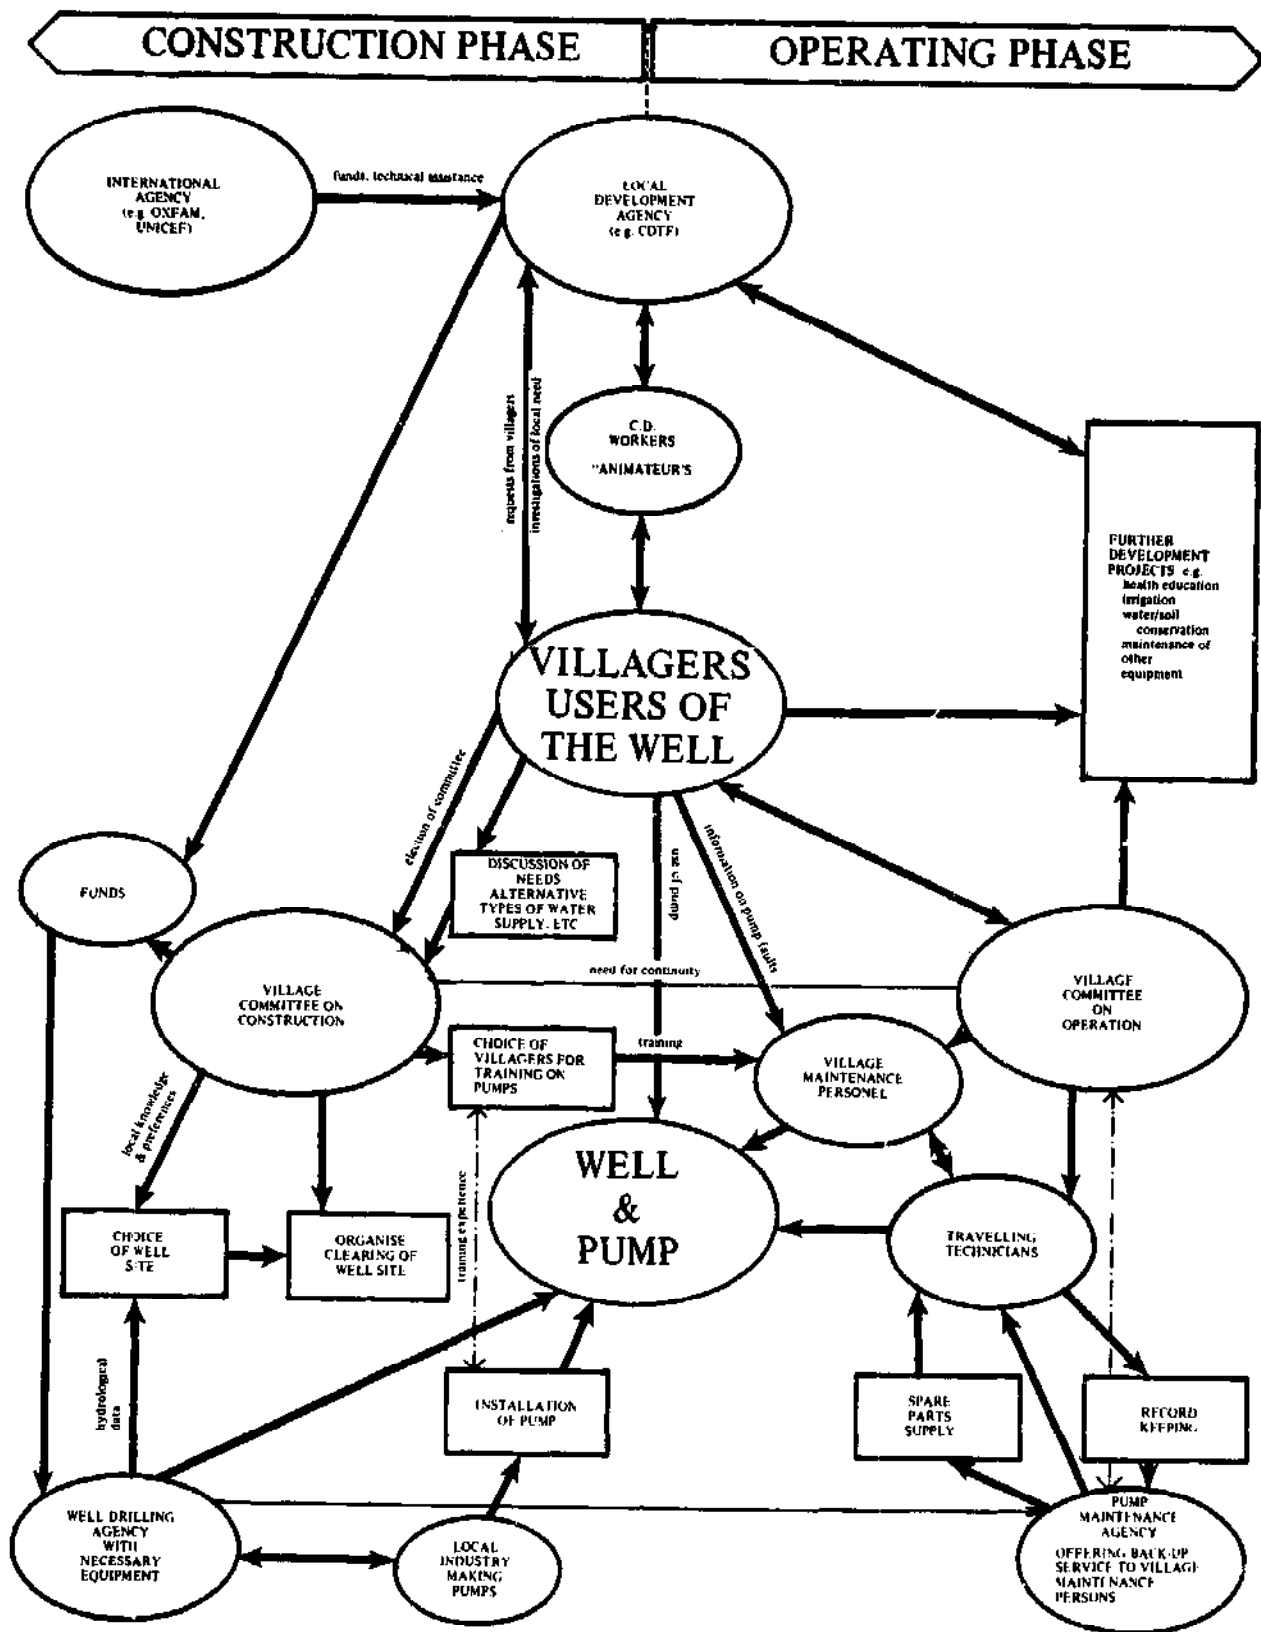 CONSTRUCTION PHASE
OPERATING PHASE
INTERNATIONAL
AGENCY
(e.g. OXFAM,
UNICEF)
funds, technical assistance
LOCAL
DEVELOPMENT
AGENCY
(e.g. CDTF)
requests from villagers
investigations of local need
C.D.
WORKERS
"ANIMATEUR'S
FURTHER
DEVELOPMENT
PROJECTS e.g.
health education
irrigation
water/soil
conservation
maintenance of
other
equipment
VILLAGERS
USERS OF
THE WELL
election of committee
DISCUSSION OF
NEEDS
ALTERNATIVE
TYPES OF WATER
SUPPLY, ETC
use of pump
information on pump faults
FUNDS
VILLAGE
COMMITTEE ON
CONSTRUCTION
need for continuity
VILLAGE
COMMITTEE
ON
OPERATION
CHOICE OF
VILLAGERS FOR
TRAINING ON
PUMPS
training
VILLAGE
MAINTENANCE
PERSONEL
local knowledge
& preferences
WELL
&
PUMP
CHOICE
OF WELL
SITE
ORGANISE
CLEARING OF
WELL SITE
training experience
TRAVELLING
TECHNICIANS
hydrological
data
INSTALLATION
OF PUMP
SPARE
PARTS
SUPPLY
RECORD
KEEPING
WELL DRILLING
AGENCY
WITH
NECESSARY
EQUIPMENT
LOCAL
INDUSTRY
MAKING
PUMPS
PUMP
MAINTENANCE
AGENCY
OFFERING BACK-UP
SERVICE TO VILLAGE
MAINTENANCE
PERSONS